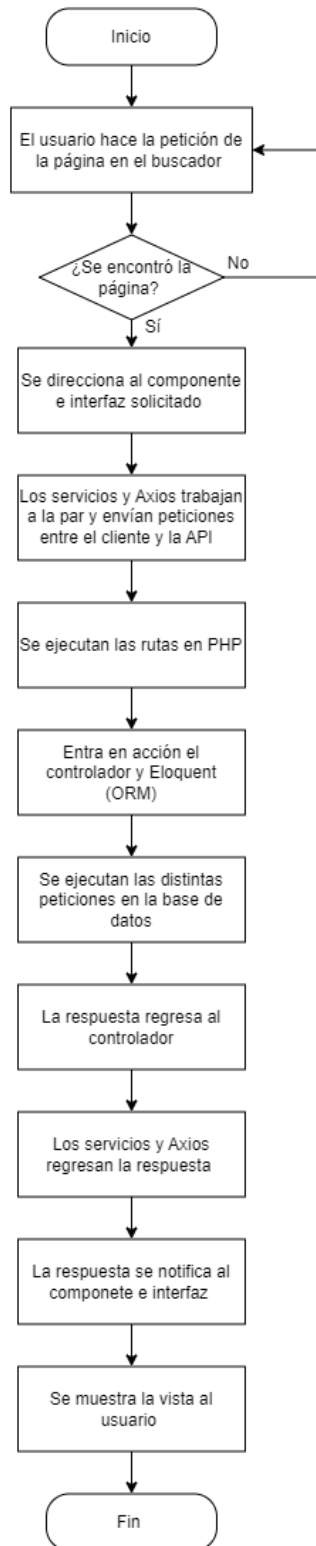 Inicio
El usuario hace la petición de
la página en el buscador
¿Se encontró la
página?
No
Sí
Se direcciona al componente
e interfaz solicitado
Los servicios y Axios trabajan
a la par y envían peticiones
entre el cliente y la API
Se ejecutan las rutas en PHP
Entra en acción el
controlador y Eloquent
(ORM)
Se ejecutan las distintas
peticiones en la base de
datos
La respuesta regresa al
controlador
Los servicios y Axios
regresan la respuesta
La respuesta se notifica al
componete e interfaz
Se muestra la vista al
usuario
Fin